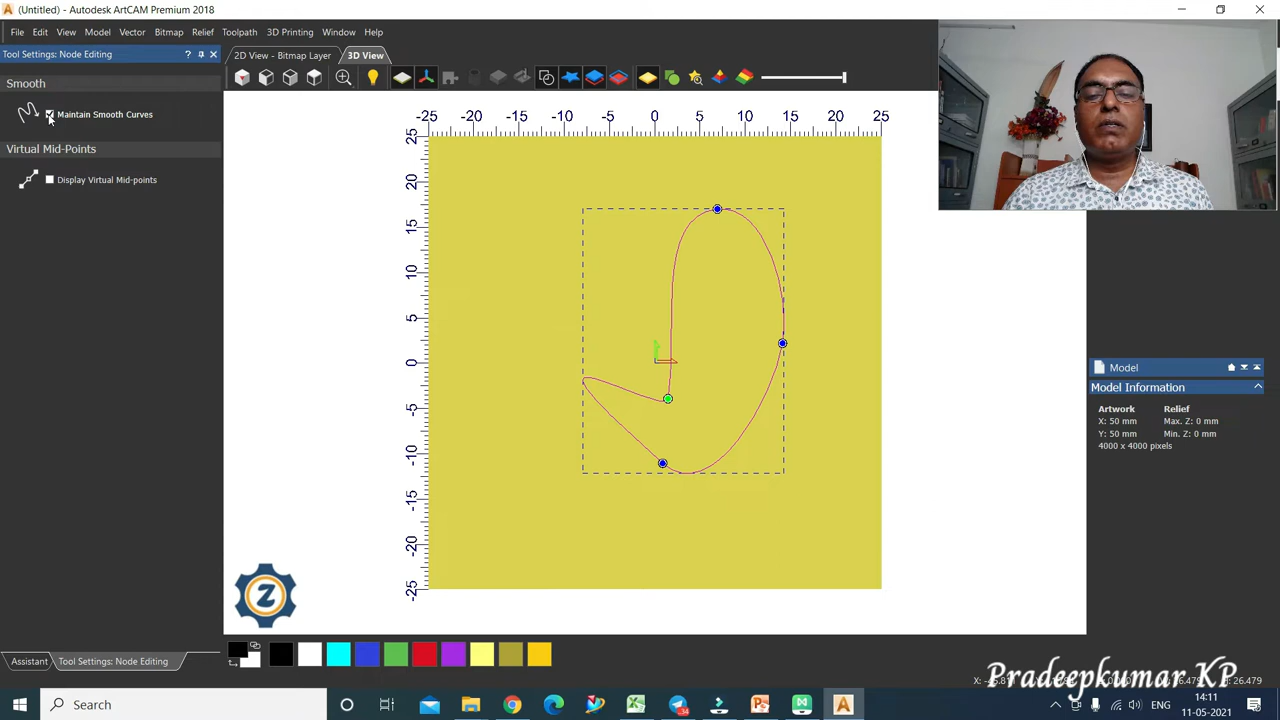 (Untitled) - Autodesk ArtCAM Premium 2018
File Edit View Model Vector Bitmap Relief Toolpath 3D Printing Window Help
Tool Settings: Node Editing ?
2D View - Bitmap Layer 3D View
Smooth
Maintain Smooth Curves
Virtual Mid-Points
Display Virtual Mid-points
-25 -20 -15 -10 -5 0 5 10 15 20 25
25
20
15
10
5
0
-5
-10
-15
-20
-25
Model
Model Information
Artwork Relief
X: 50 mm Max. Z: 0 mm
Y: 50 mm Min. Z: 0 mm
4000 x 4000 pixels
Z
Assistant Tool Settings: Node Editing
Pradeepkumar KP
Search
34
ENG
14:11
11-05-2021